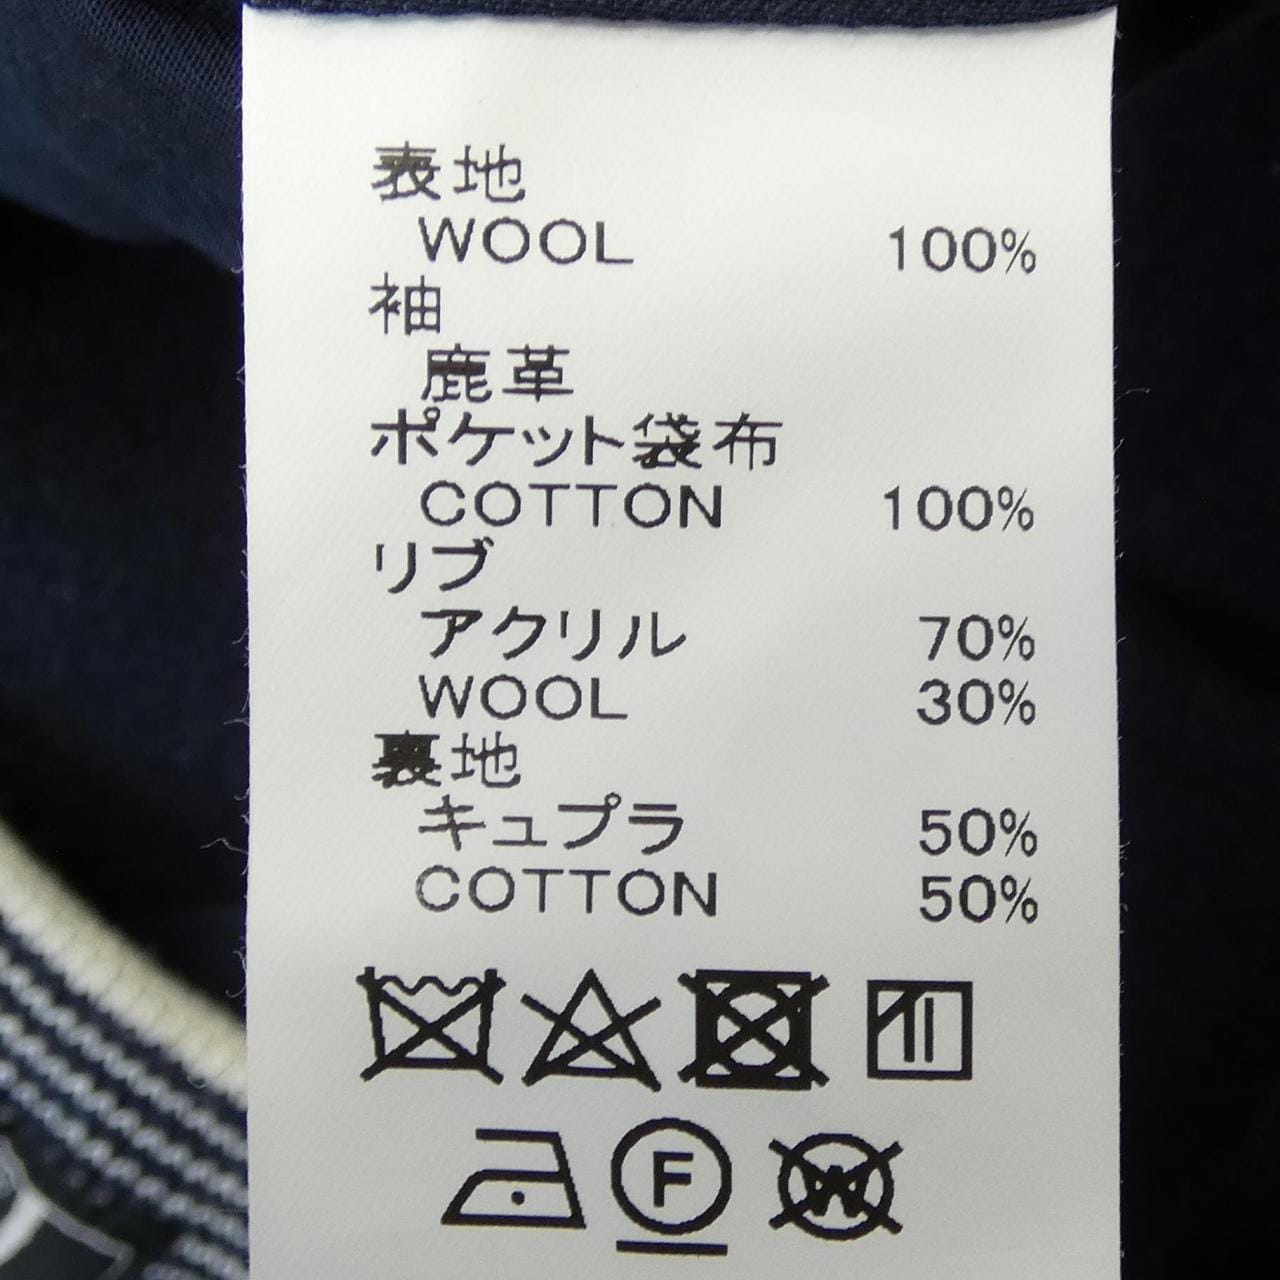 表地
WOOL 100%
袖
鹿革
ポケット袋布
COTTON 100%
リブ
アクリル 70%
WOOL 30%
裏地
キュプラ 50%
COTTON 50%
F
W